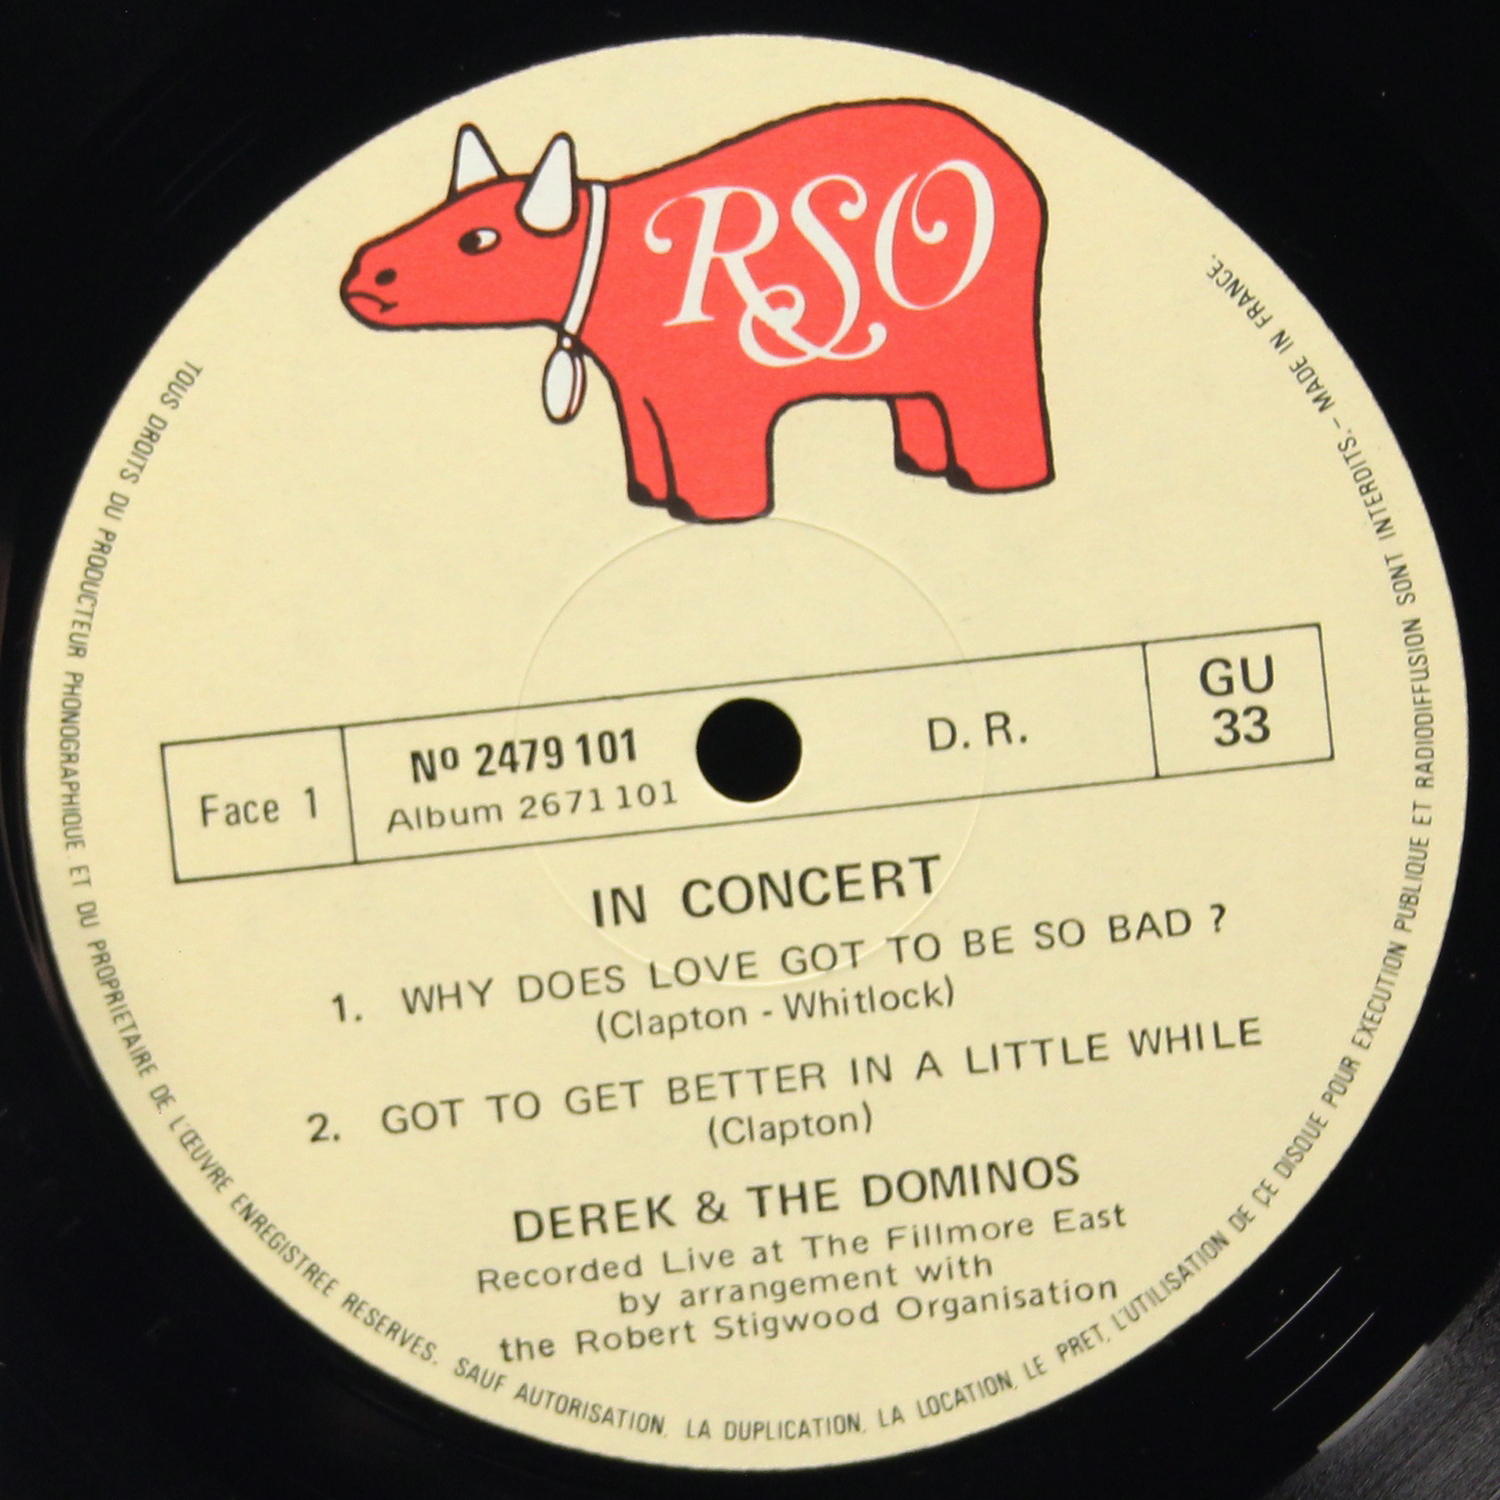 RSO
Face 1
Nº 2479 101
Album 2671 101
D. R.
GU
33
IN CONCERT
1. WHY DOES LOVE GOT TO BE SO BAD ?
(Clapton - Whitlock)
2. GOT TO GET BETTER IN A LITTLE WHILE
(Clapton)
DEREK & THE DOMINOS
Recorded Live at The Fillmore East
by arrangement with
the Robert Stigwood Organisation
TOUS DROITS DU PRODUCTEUR PHONOGRAPHIQUE ET DU PROPRIETAIRE DE L'ŒUVRE ENREGISTREE RESERVES. SAUF AUTORISATION, LA DUPLICATION, LA LOCATION, LE PRET, L'UTILISATION DE CE DISQUE POUR EXECUTION PUBLIQUE ET RADIODIFFUSION SONT INTERDITS. – MADE IN FRANCE.